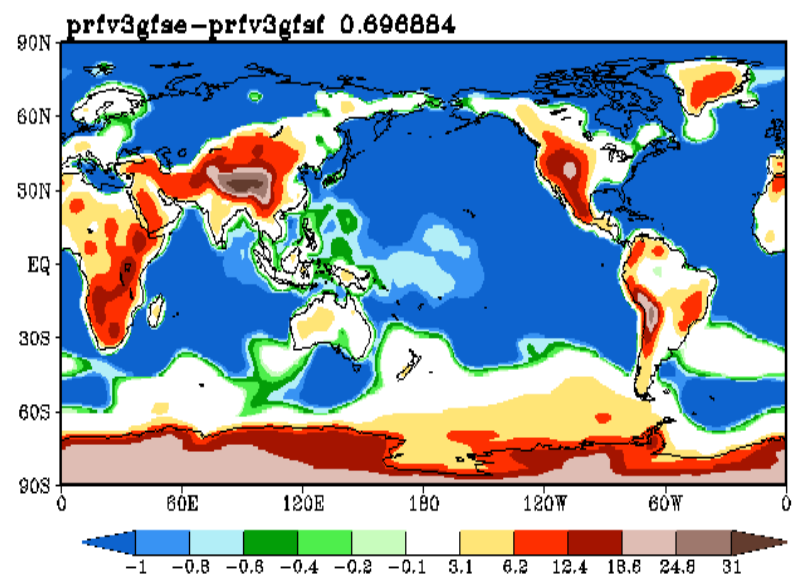 prfv3gfse-prfv3gfsf 0.696884
90N
60N
30N
EQ
30S
60S
90S
0 60E 120E 180 120W 60W 0
-1 -0.8 -0.6 -0.4 -0.2 -0.1 3.1 6.2 12.4 18.6 24.8 31